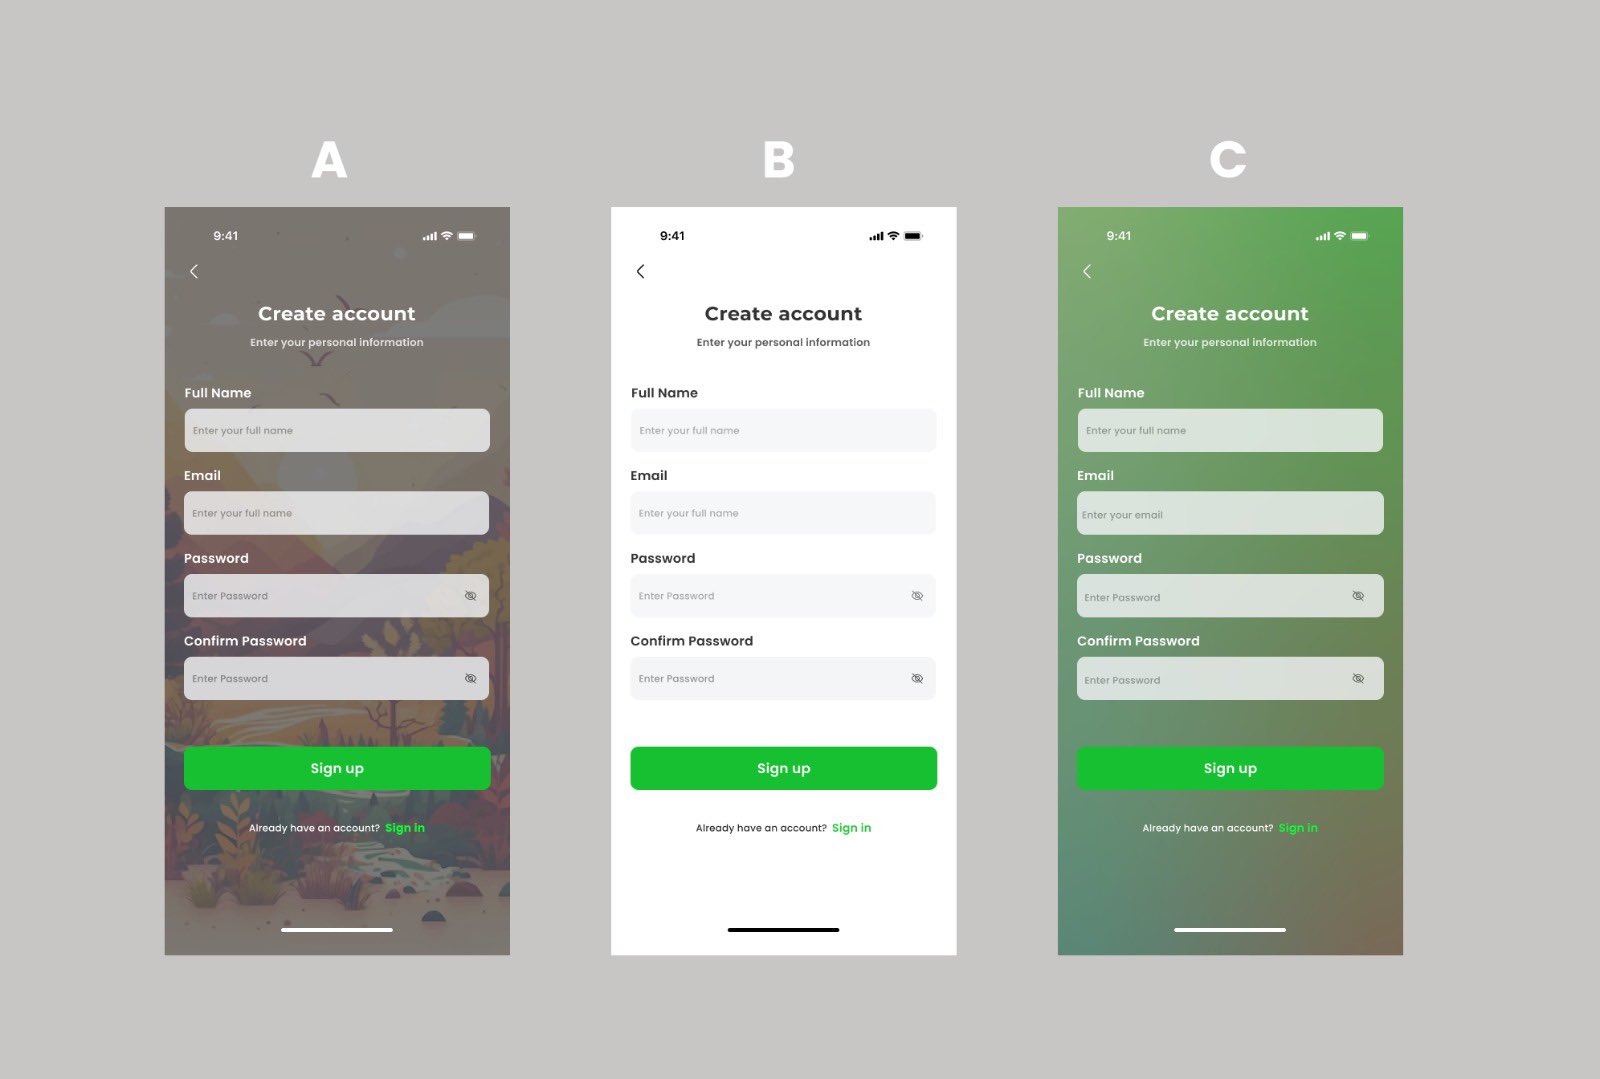 A
9:41
Create account
Enter your personal information
Full Name
Enter your full name
Email
Enter your full name
Password
Enter Password
Confirm Password
Enter Password
Sign up
Already have an account? Sign in
B
9:41
Create account
Enter your personal information
Full Name
Enter your full name
Email
Enter your full name
Password
Enter Password
Confirm Password
Enter Password
Sign up
Already have an account? Sign in
C
9:41
Create account
Enter your personal information
Full Name
Enter your full name
Email
Enter your email
Password
Enter Password
Confirm Password
Enter Password
Sign up
Already have an account? Sign in